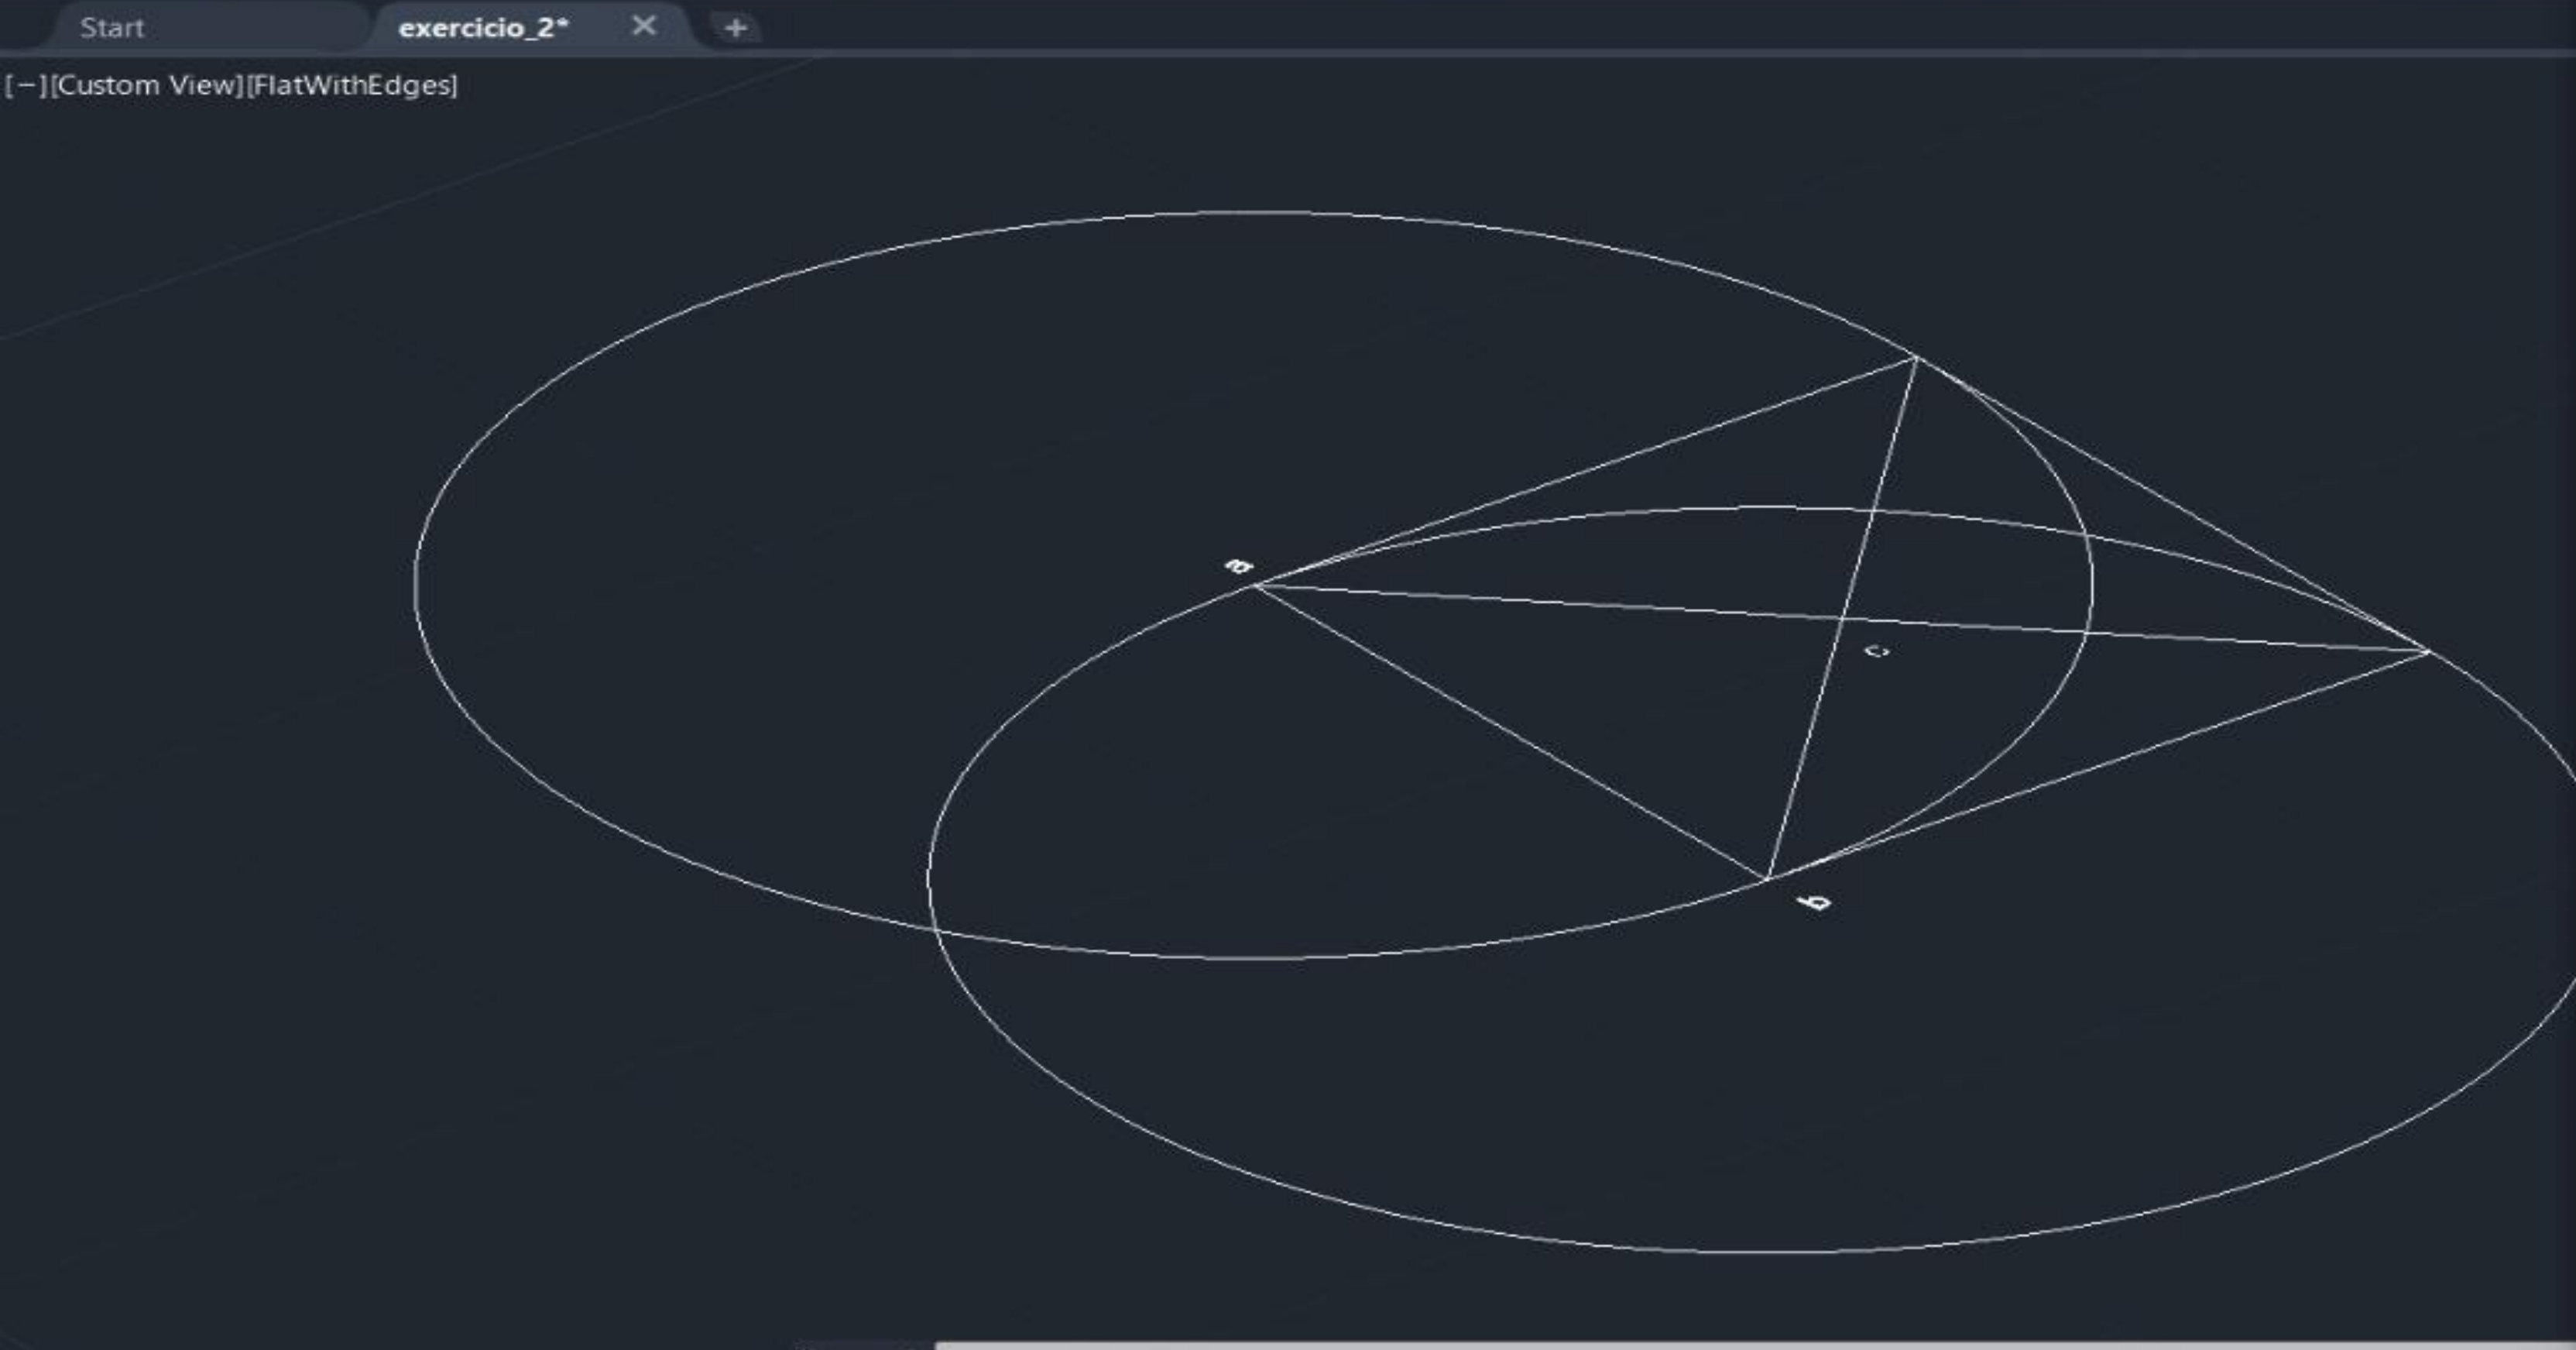 Start exercicio_2*
[−][Custom View][FlatWithEdges]
a
c
b